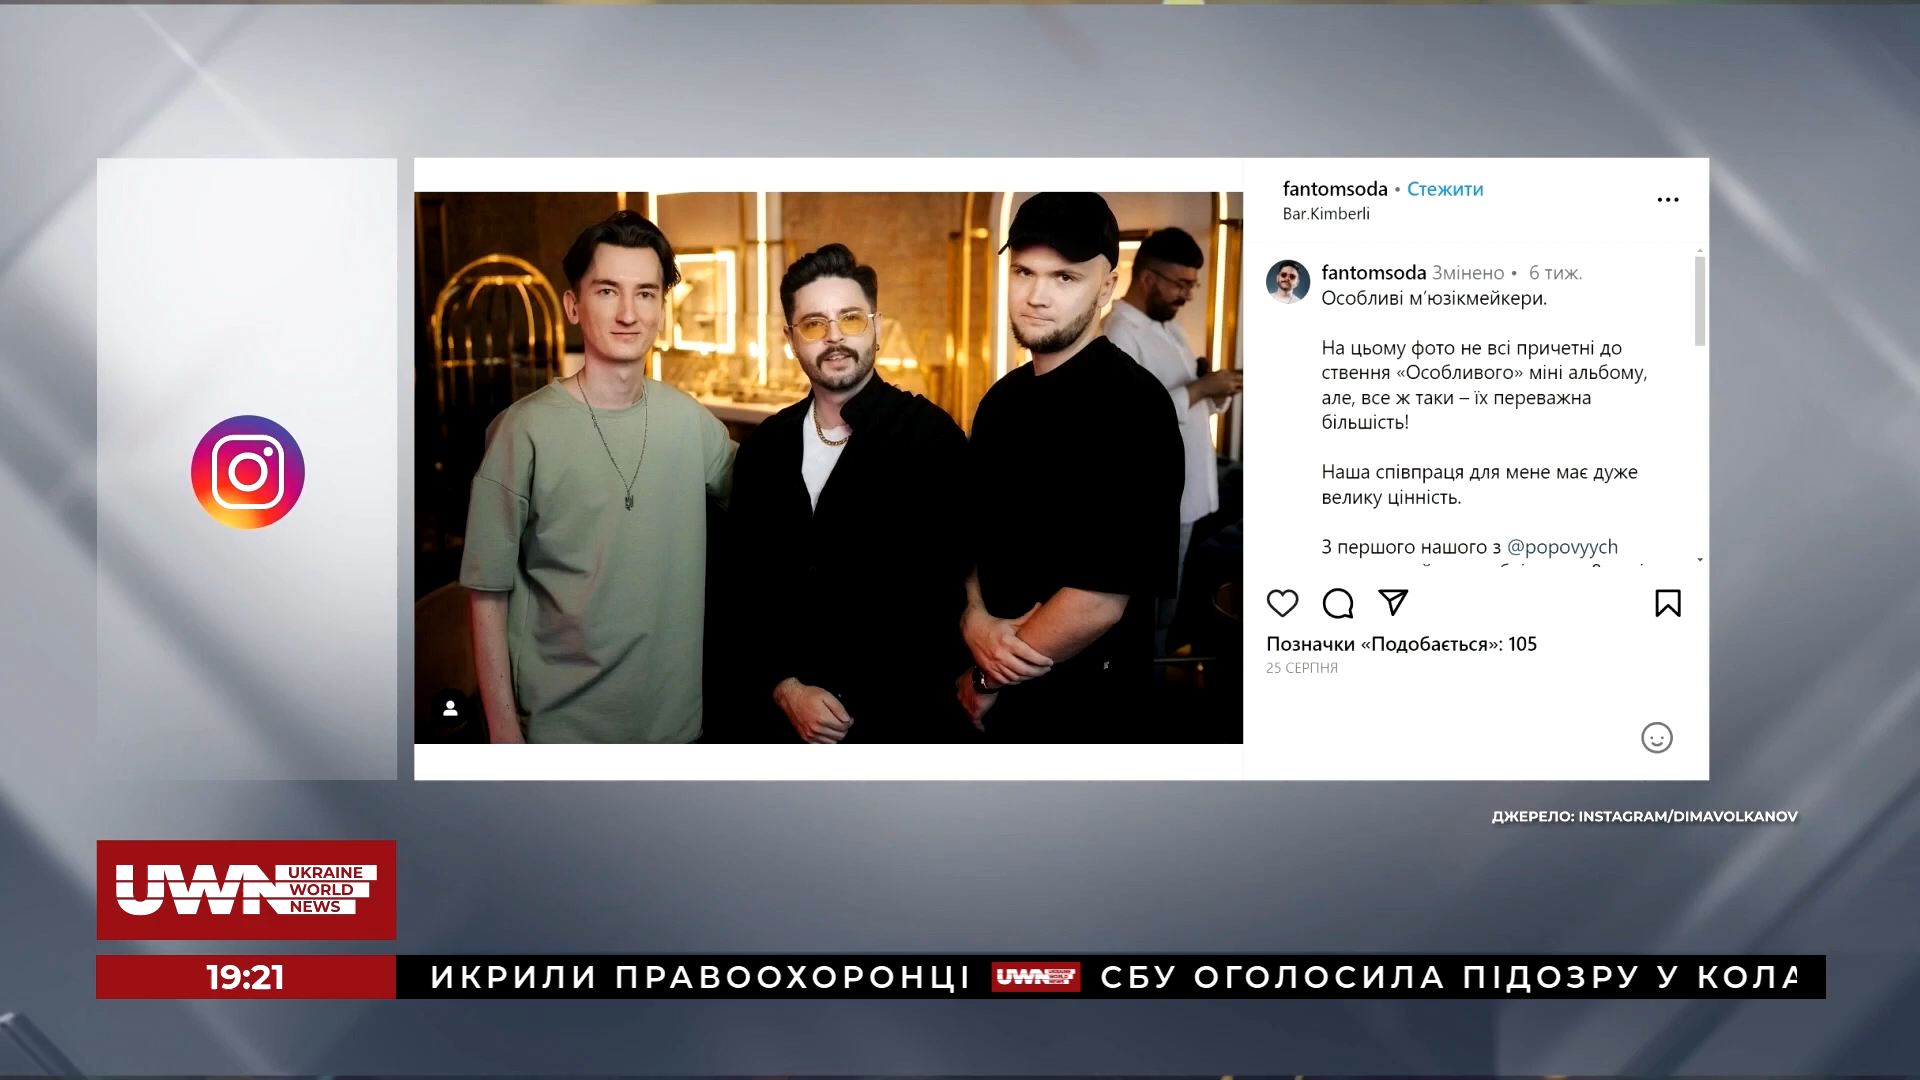 fantomsoda • Стежити
Bar.Kimberli
fantomsoda Змінено • 6 тиж.
Особливі м’юзікмейкери.
На цьому фото не всі причетні до
ствення «Особливого» міні альбому,
але, все ж таки – їх переважна
більшість!
Наша співпраця для мене має дуже
велику цінність.
З першого нашого з @popovyych
Позначки «Подобається»: 105
25 СЕРПНЯ
ДЖЕРЕЛО: INSTAGRAM/DIMAVOLKANOV
UWN UKRAINE
WORLD
NEWS
19:21
ИКРИЛИ ПРАВООХОРОНЦІ UWN СБУ ОГОЛОСИЛА ПІДОЗРУ У КОЛА